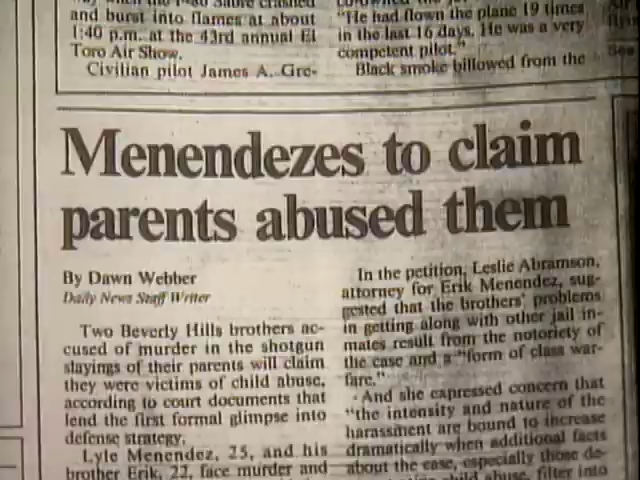 and burst into flames at about
1:40 p.m. at the 43rd annual El
Toro Air Show.
Civilian pilot James A. Gre-
"He had flown the plane 19 times
in the last 16 days. He was a very
competent pilot."
Black smoke billowed from the
Menendezes to claim
parents abused them
By Dawn Webber
Daily News Staff Writer
Two Beverly Hills brothers ac-
cused of murder in the shotgun
slayings of their parents will claim
they were victims of child abuse,
according to court documents that
lend the first formal glimpse into
defense strategy.
Lyle Menendez, 25, and his
brother Erik, 22, face murder and
In the petition, Leslie Abramson,
attorney for Erik Menendez, sug-
gested that the brothers' problems
in getting along with other jail in-
mates result from the notoriety of
the case and a "form of class war-
fare."
And she expressed concern that
"the intensity and nature of the
harassment are bound to increase
dramatically when additional facts
about the case, especially those de-
child abuse, filter into